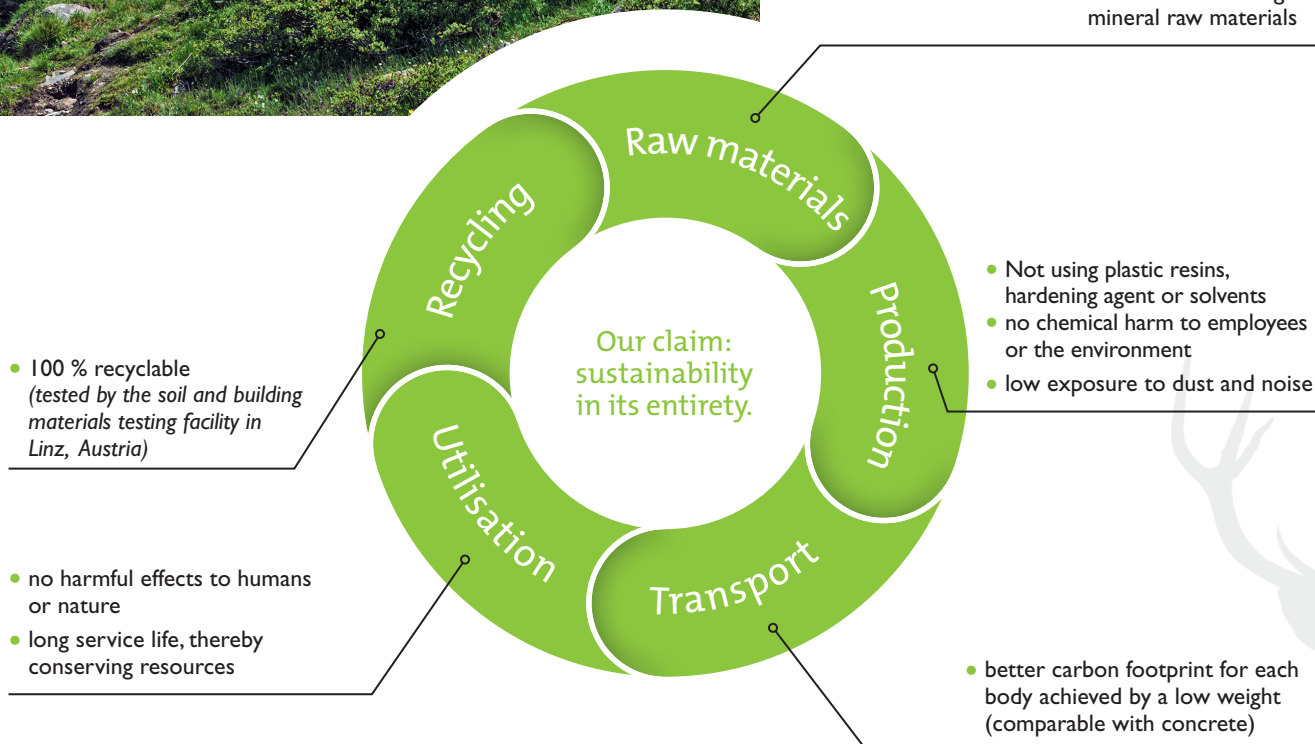 mineral raw materials
Raw materials
Recycling
Production
• Not using plastic resins,
hardening agent or solvents
• no chemical harm to employees
or the environment
• low exposure to dust and noise
Our claim:
sustainability
in its entirety.
• 100 % recyclable
(tested by the soil and building
materials testing facility in
Linz, Austria)
Utilisation
Transport
• no harmful effects to humans
or nature
• long service life, thereby
conserving resources
• better carbon footprint for each
body achieved by a low weight
(comparable with concrete)